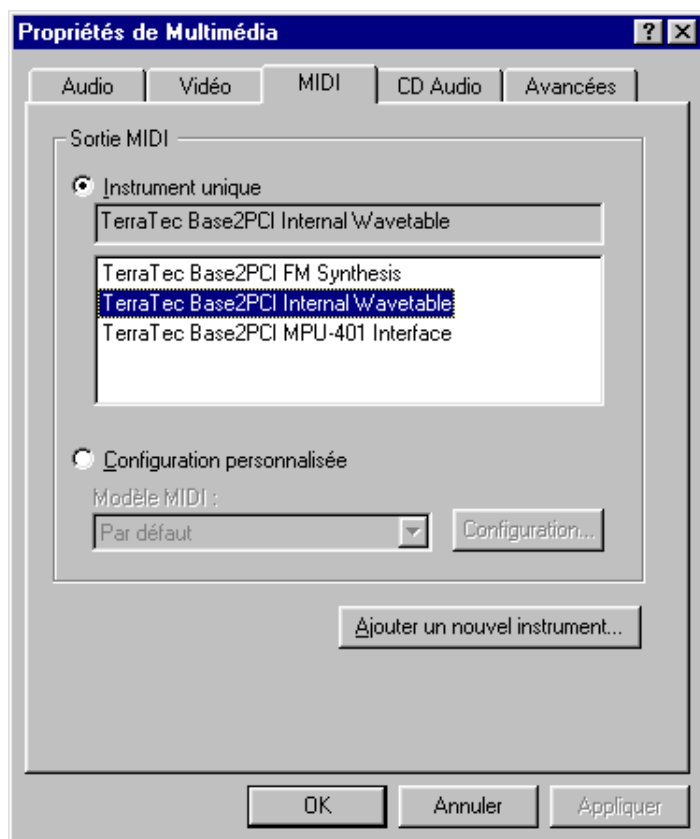 Propriétés de Multimédia
Audio
Vidéo
MIDI
CD Audio
Avancées
Sortie MIDI
Instrument unique
TerraTec Base2PCI Internal Wavetable
TerraTec Base2PCI FM Synthesis
TerraTec Base2PCI Internal Wavetable
TerraTec Base2PCI MPU-401 Interface
Configuration personnalisée
Modèle MIDI :
Par défaut
Configuration...
Ajouter un nouvel instrument...
OK
Annuler
Appliquer